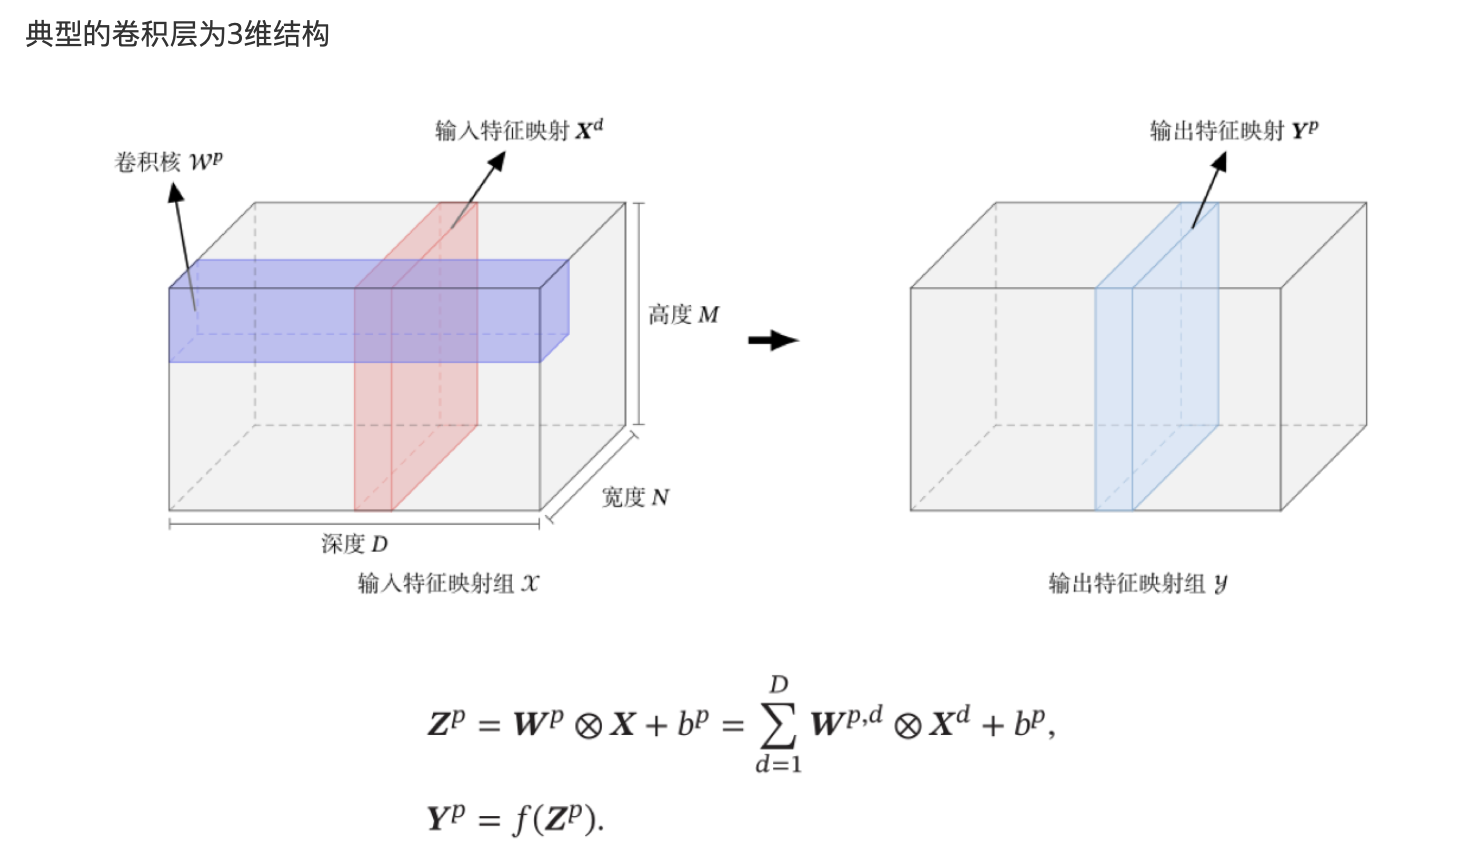 典型的卷积层为3维结构
输入特征映射 X^d
输出特征映射 Y^p
卷积核 𝒲^p
高度 M
宽度 N
深度 D
输入特征映射组 𝒳
输出特征映射组 𝒴
Z^p = W^p ⊗ X + b^p = ∑_{d=1}^{D} W^{p,d} ⊗ X^d + b^p,
Y^p = f(Z^p).